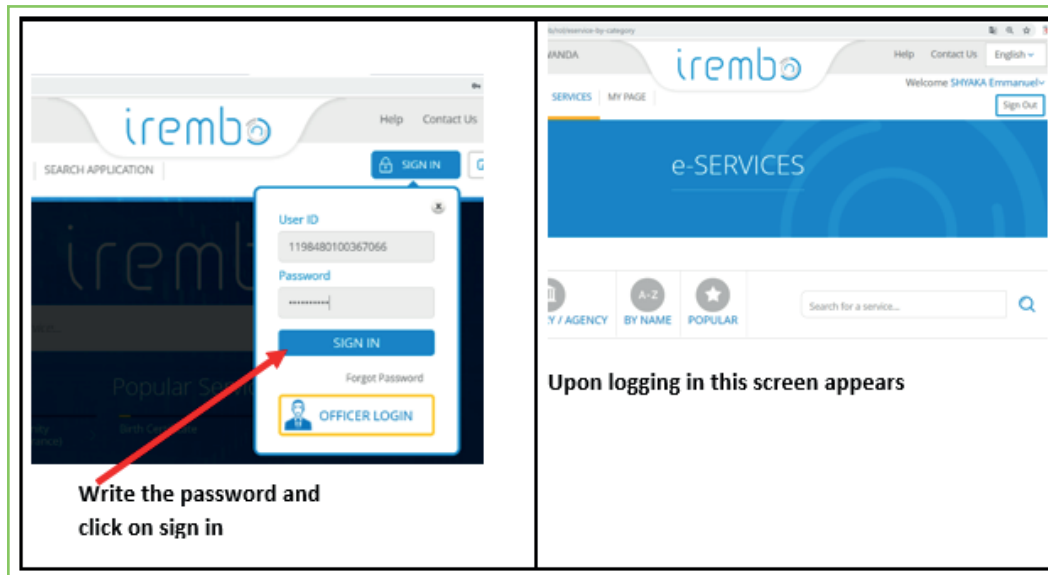 irembo
Help Contact Us
SEARCH APPLICATION
SIGN IN
User ID
1198480100367066
Password
SIGN IN
Forgot Password
OFFICER LOGIN
Popular
Write the password and
click on sign in
Help Contact Us English
irembo
Welcome SHYAKA Emmanuel
SERVICES MY PAGE
Sign Out
e-SERVICES
A-Z
/ AGENCY BY NAME POPULAR
Search for a service...
Upon logging in this screen appears